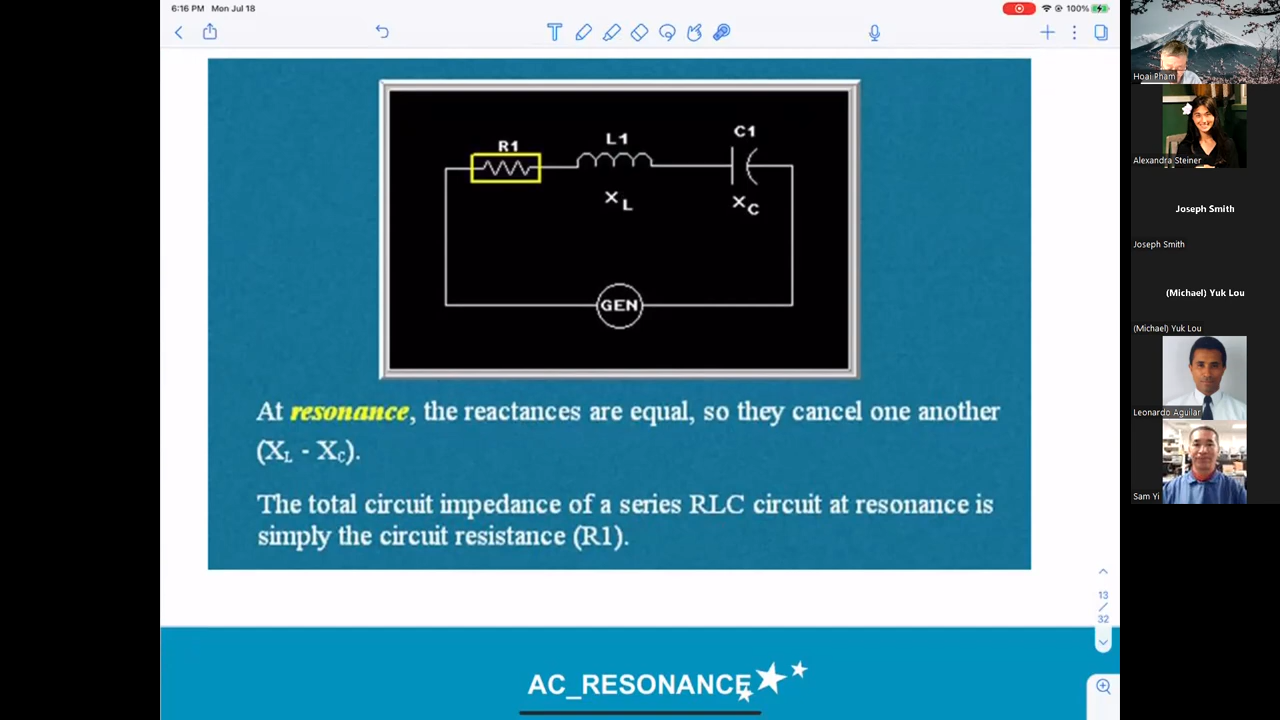 6:16 PM Mon Jul 18
100%
T
R1
L1
C1
XL
XC
GEN
At resonance, the reactances are equal, so they cancel one another
(XL - XC).
The total circuit impedance of a series RLC circuit at resonance is
simply the circuit resistance (R1).
13
/
32
AC_RESONANCE
Hoai Pham
Alexandra Steiner
Joseph Smith
Joseph Smith
(Michael) Yuk Lou
(Michael) Yuk Lou
Leonardo Aguilar
Sam Yi